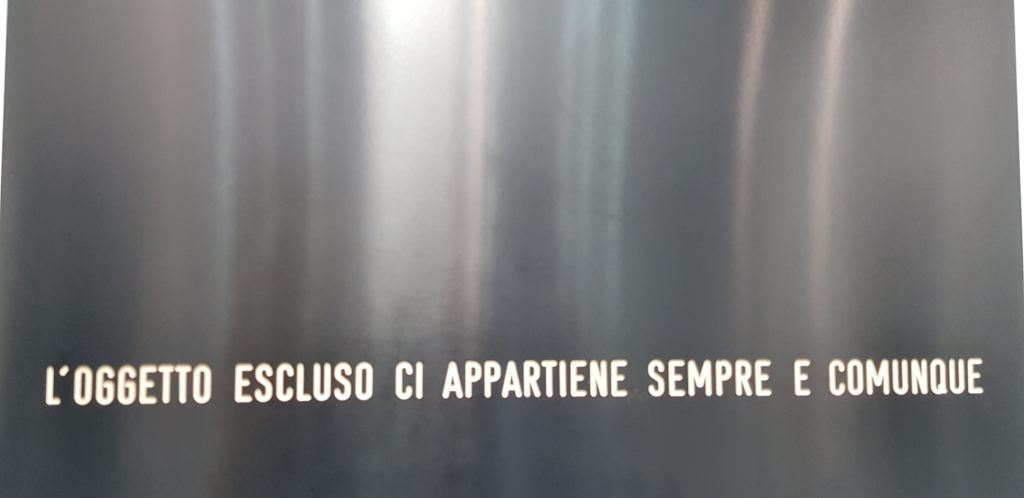 L'OGGETTO ESCLUSO CI APPARTIENE SEMPRE E COMUNQUE